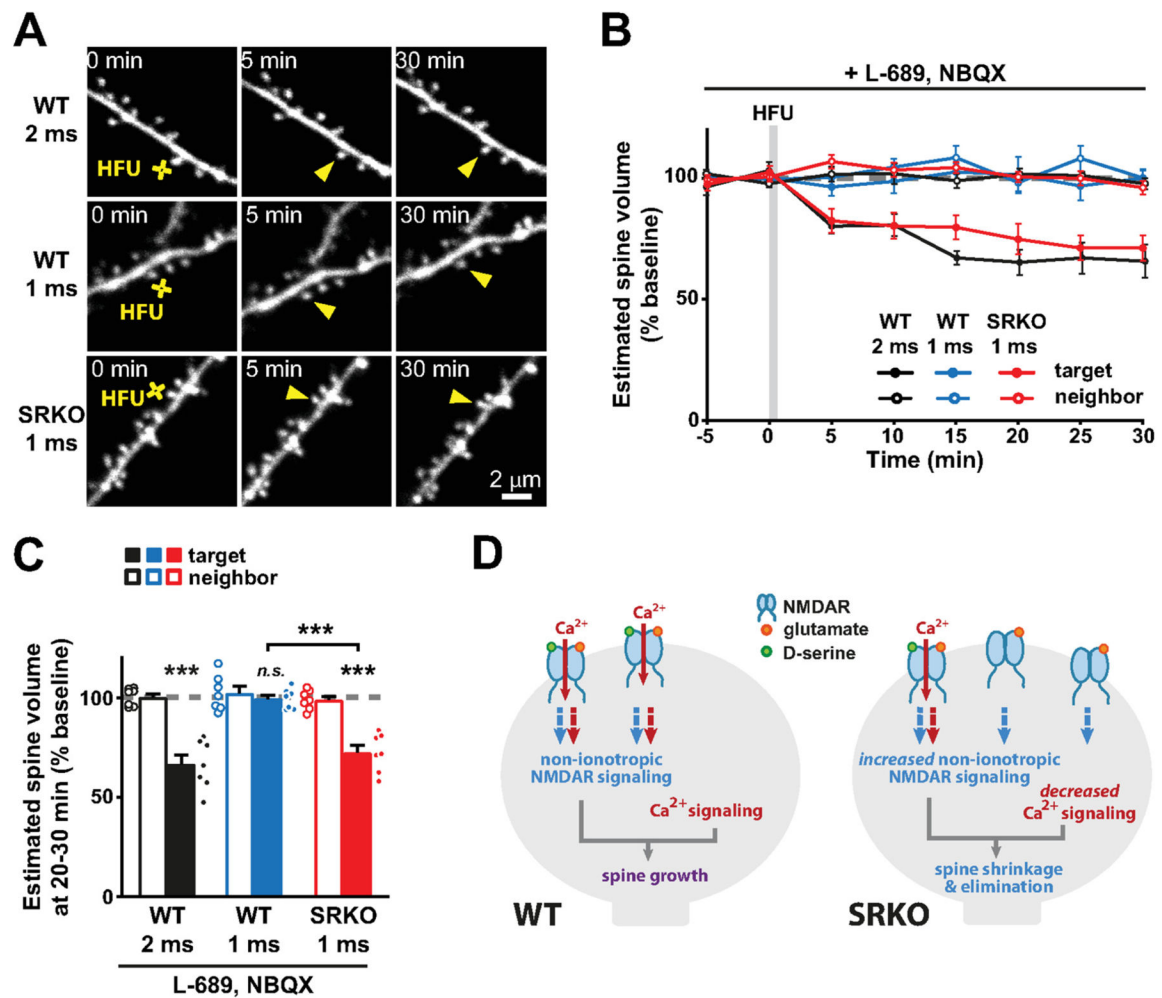 A
0 min
5 min
30 min
WT
2 ms
HFU
0 min
5 min
30 min
WT
1 ms
HFU
0 min
5 min
30 min
HFU
SRKO
1 ms
2 µm
B
+ L-689, NBQX
HFU
Estimated spine volume
(% baseline)
100
50
0
WT WT SRKO
2 ms 1 ms 1 ms
target
neighbor
-5 0 5 10 15 20 25 30
Time (min)
C
target
neighbor
***
***
n.s.
***
Estimated spine volume
at 20-30 min (% baseline)
100
50
0
WT WT SRKO
2 ms 1 ms 1 ms
L-689, NBQX
D
Ca2+
Ca2+
NMDAR
glutamate
D-serine
non-ionotropic
NMDAR signaling
Ca2+ signaling
spine growth
WT
Ca2+
increased non-ionotropic
NMDAR signaling
decreased
Ca2+ signaling
spine shrinkage
& elimination
SRKO